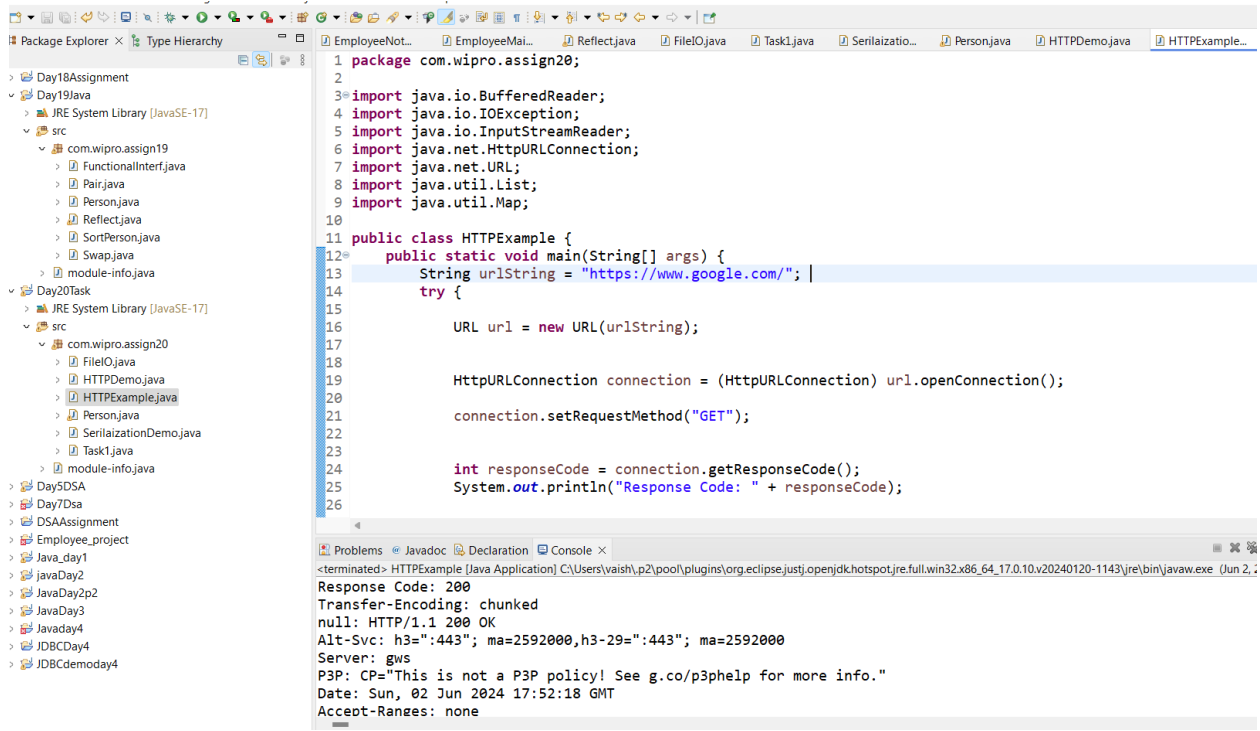 Package Explorer × Type Hierarchy
Day18Assignment
Day19Java
JRE System Library [JavaSE-17]
src
com.wipro.assign19
FunctionalInterf.java
Pair.java
Person.java
Reflect.java
SortPerson.java
Swap.java
module-info.java
Day20Task
JRE System Library [JavaSE-17]
src
com.wipro.assign20
FileIO.java
HTTPDemo.java
HTTPExample.java
Person.java
SerilaizationDemo.java
Task1.java
module-info.java
Day5DSA
Day7Dsa
DSAAssignment
Employee_project
Java_day1
javaDay2
JavaDay2p2
JavaDay3
Javaday4
JDBCDay4
JDBCdemoday4
EmployeeNot... EmployeeMai... Reflect.java FileIO.java Task1.java Serilaizatio... Person.java HTTPDemo.java HTTPExample...
1 package com.wipro.assign20;
2
3 import java.io.BufferedReader;
4 import java.io.IOException;
5 import java.io.InputStreamReader;
6 import java.net.HttpURLConnection;
7 import java.net.URL;
8 import java.util.List;
9 import java.util.Map;
10
11 public class HTTPExample {
12 public static void main(String[] args) {
13 String urlString = "https://www.google.com/";
14 try {
15
16 URL url = new URL(urlString);
17
18
19 HttpURLConnection connection = (HttpURLConnection) url.openConnection();
20
21 connection.setRequestMethod("GET");
22
23
24 int responseCode = connection.getResponseCode();
25 System.out.println("Response Code: " + responseCode);
26
Problems @ Javadoc Declaration Console ×
<terminated> HTTPExample [Java Application] C:\Users\vaish\.p2\pool\plugins\org.eclipse.justj.openjdk.hotspot.jre.full.win32.x86_64_17.0.10.v20240120-1143\jre\bin\javaw.exe (Jun 2,
Response Code: 200
Transfer-Encoding: chunked
null: HTTP/1.1 200 OK
Alt-Svc: h3=":443"; ma=2592000,h3-29=":443"; ma=2592000
Server: gws
P3P: CP="This is not a P3P policy! See g.co/p3phelp for more info."
Date: Sun, 02 Jun 2024 17:52:18 GMT
Accept-Ranges: none